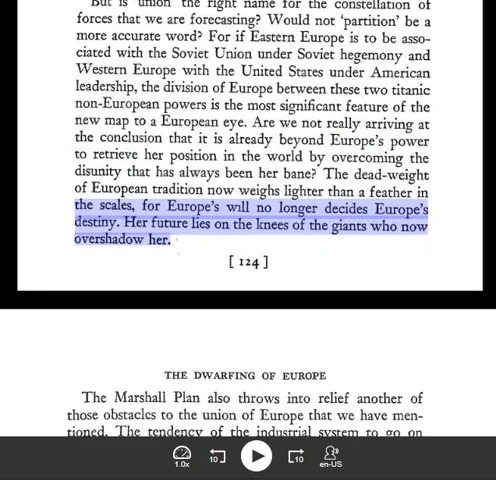 But is 'union' the right name for the constellation of
forces that we are forecasting? Would not 'partition' be a
more accurate word? For if Eastern Europe is to be asso-
ciated with the Soviet Union under Soviet hegemony and
Western Europe with the United States under American
leadership, the division of Europe between these two titanic
non-European powers is the most significant feature of the
new map to a European eye. Are we not really arriving at
the conclusion that it is already beyond Europe's power
to retrieve her position in the world by overcoming the
disunity that has always been her bane? The dead-weight
of European tradition now weighs lighter than a feather in
the scales, for Europe's will no longer decides Europe's
destiny. Her future lies on the knees of the giants who now
overshadow her.
[ 124 ]
THE DWARFING OF EUROPE
The Marshall Plan also throws into relief another of
those obstacles to the union of Europe that we have men-
tioned. The tendency of the industrial system to go on
1.0x
10
10
en-US